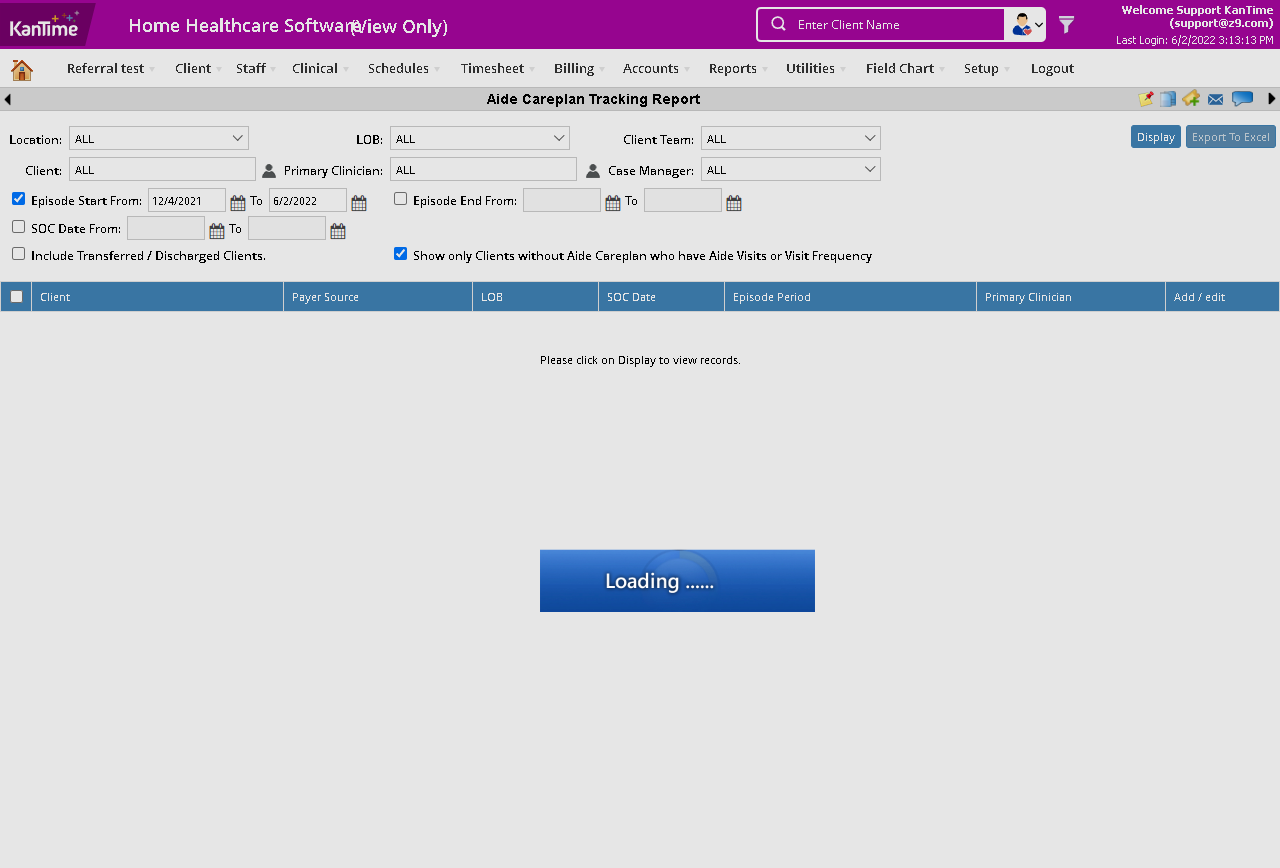 KanTime
Home Healthcare Software
(View Only)
Enter Client Name
Welcome Support KanTime
(support@z9.com)
Last Login: 6/2/2022 3:13:13 PM
Referral test Client Staff Clinical Schedules Timesheet Billing Accounts Reports Utilities Field Chart Setup Logout
Aide Careplan Tracking Report
Location: ALL LOB: ALL Client Team: ALL Display Export To Excel
Client: ALL Primary Clinician: ALL Case Manager: ALL
Episode Start From: 12/4/2021 To 6/2/2022 Episode End From: To
SOC Date From: To
Include Transferred / Discharged Clients. Show only Clients without Aide Careplan who have Aide Visits or Visit Frequency
Client Payer Source LOB SOC Date Episode Period Primary Clinician Add / edit
Please click on Display to view records.
Loading ......